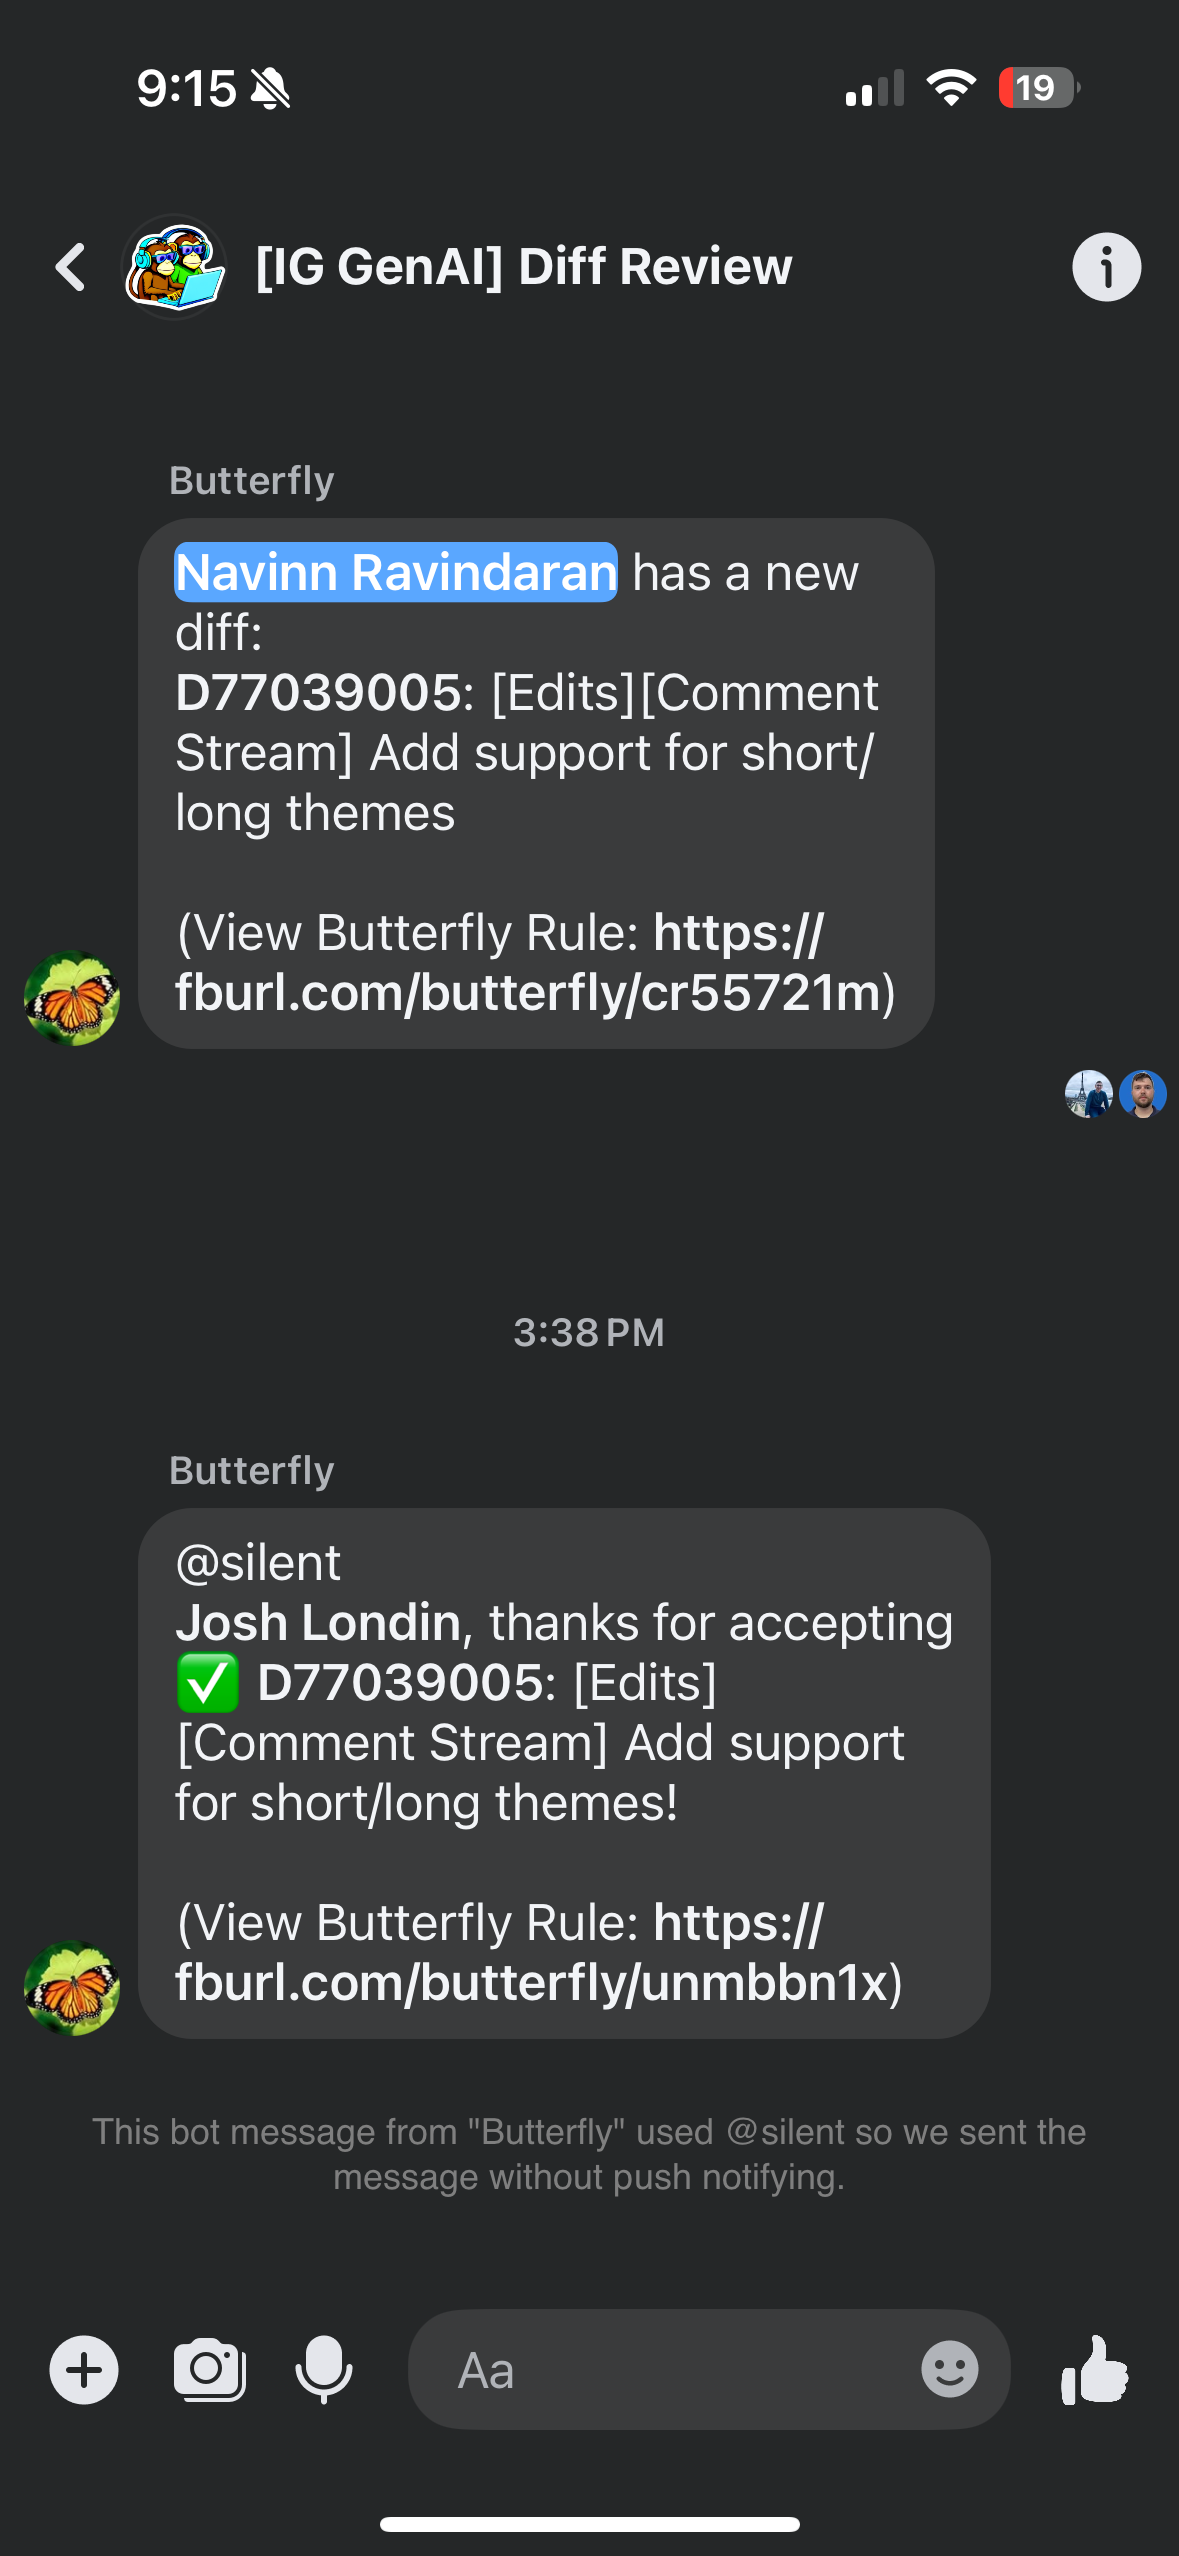 9:15
19
[IG GenAI] Diff Review
Butterfly
Navinn Ravindaran has a new
diff:
D77039005: [Edits][Comment
Stream] Add support for short/
long themes
(View Butterfly Rule: https://
fburl.com/butterfly/cr55721m)
3:38 PM
Butterfly
@silent
Josh Londin, thanks for accepting
✅ D77039005: [Edits]
[Comment Stream] Add support
for short/long themes!
(View Butterfly Rule: https://
fburl.com/butterfly/unmbbn1x)
This bot message from "Butterfly" used @silent so we sent the
message without push notifying.
Aa